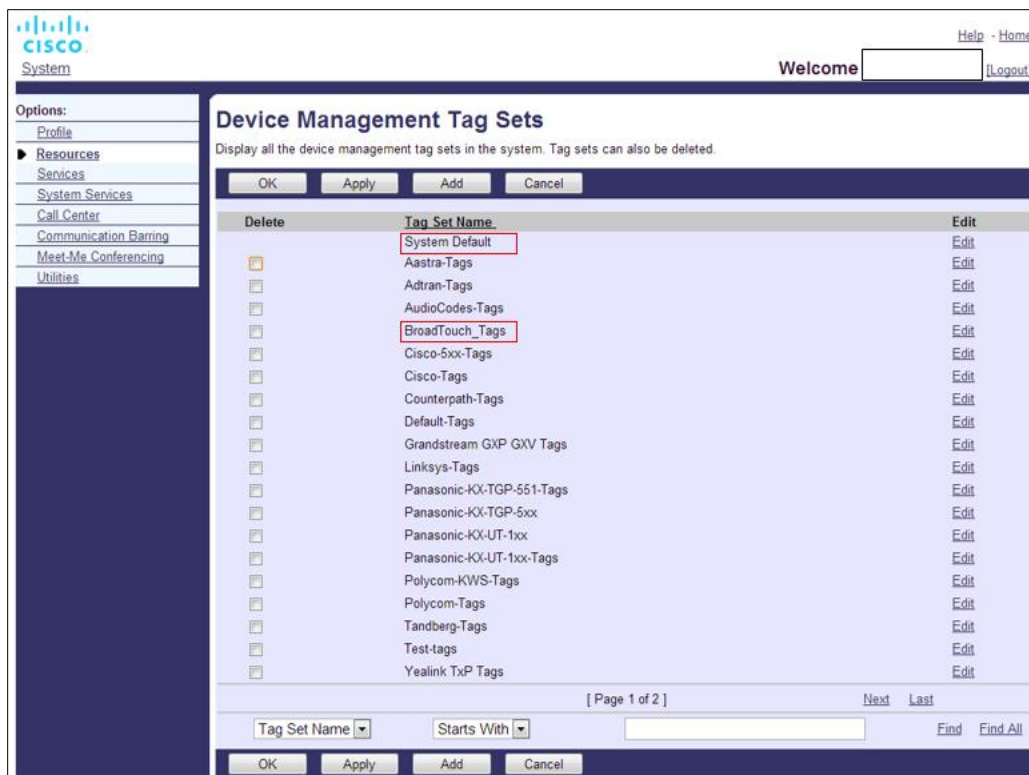 CISCO
Help - Home
System
Welcome [Logout]
Options:
Profile
Resources
Services
System Services
Call Center
Communication Barring
Meet-Me Conferencing
Utilities
Device Management Tag Sets
Display all the device management tag sets in the system. Tag sets can also be deleted.
OK Apply Add Cancel
Delete Tag Set Name Edit
System Default Edit
Aastra-Tags Edit
Adtran-Tags Edit
AudioCodes-Tags Edit
BroadTouch_Tags Edit
Cisco-5xx-Tags Edit
Cisco-Tags Edit
Counterpath-Tags Edit
Default-Tags Edit
Grandstream GXP GXV Tags Edit
Linksys-Tags Edit
Panasonic-KX-TGP-551-Tags Edit
Panasonic-KX-TGP-5xx Edit
Panasonic-KX-UT-1xx Edit
Panasonic-KX-UT-1xx-Tags Edit
Polycom-KWS-Tags Edit
Polycom-Tags Edit
Tandberg-Tags Edit
Test-tags Edit
Yealink TxP Tags Edit
[ Page 1 of 2 ] Next Last
Tag Set Name Starts With Find Find All
OK Apply Add Cancel